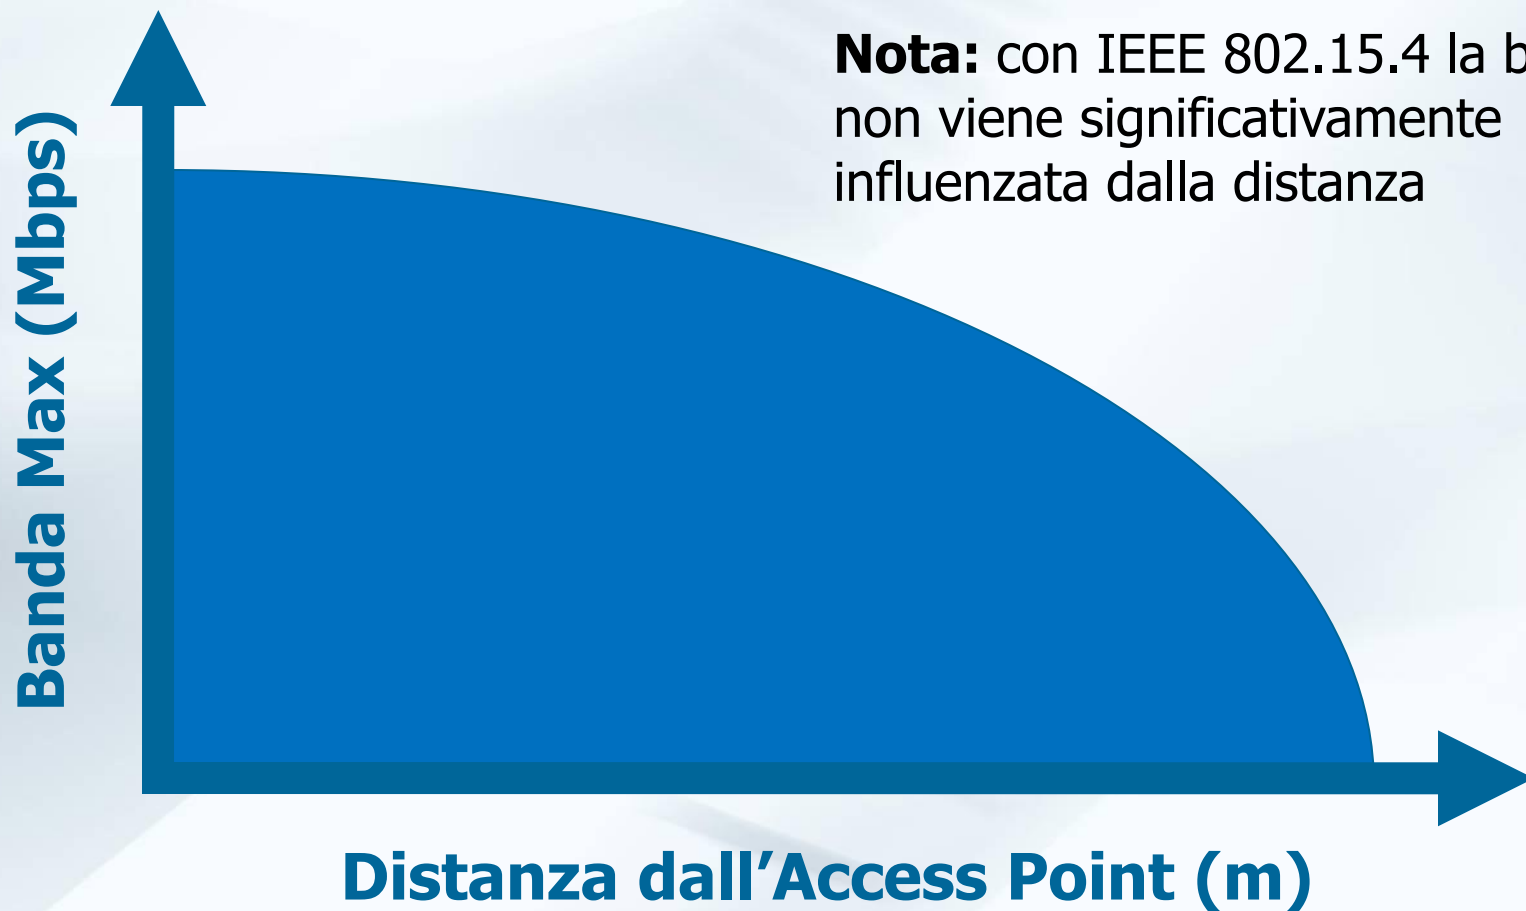 Nota: con IEEE 802.15.4 la b
non viene significativamente
influenzata dalla distanza
Banda Max (Mbps)
Distanza dall’Access Point (m)